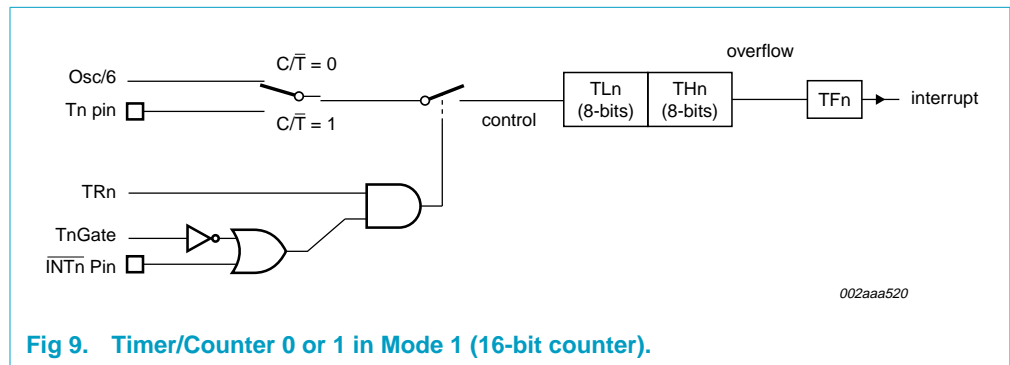 overflow
C/T̅ = 0
Osc/6
Tn pin
C/T̅ = 1
control
TLn
(8-bits)
THn
(8-bits)
TFn
interrupt
TRn
TnGate
I̅N̅T̅n̅ Pin
002aaa520
Fig 9. Timer/Counter 0 or 1 in Mode 1 (16-bit counter).